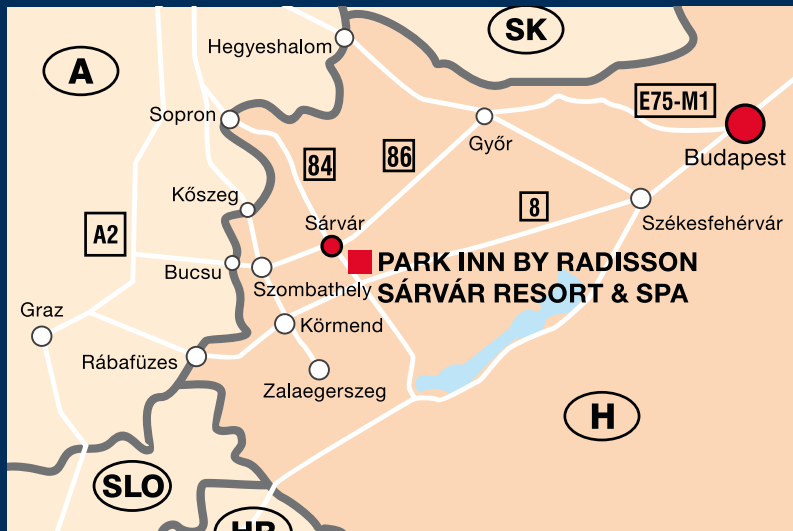 SK
Hegyeshalom
A
E75-M1
Sopron
Győr
Budapest
84
86
Kőszeg
8
Sárvár
Székesfehérvár
A2
Bucsu
PARK INN BY RADISSON
SÁRVÁR RESORT & SPA
Szombathely
Graz
Körmend
Rábafüzes
Zalaegerszeg
H
SLO
HR